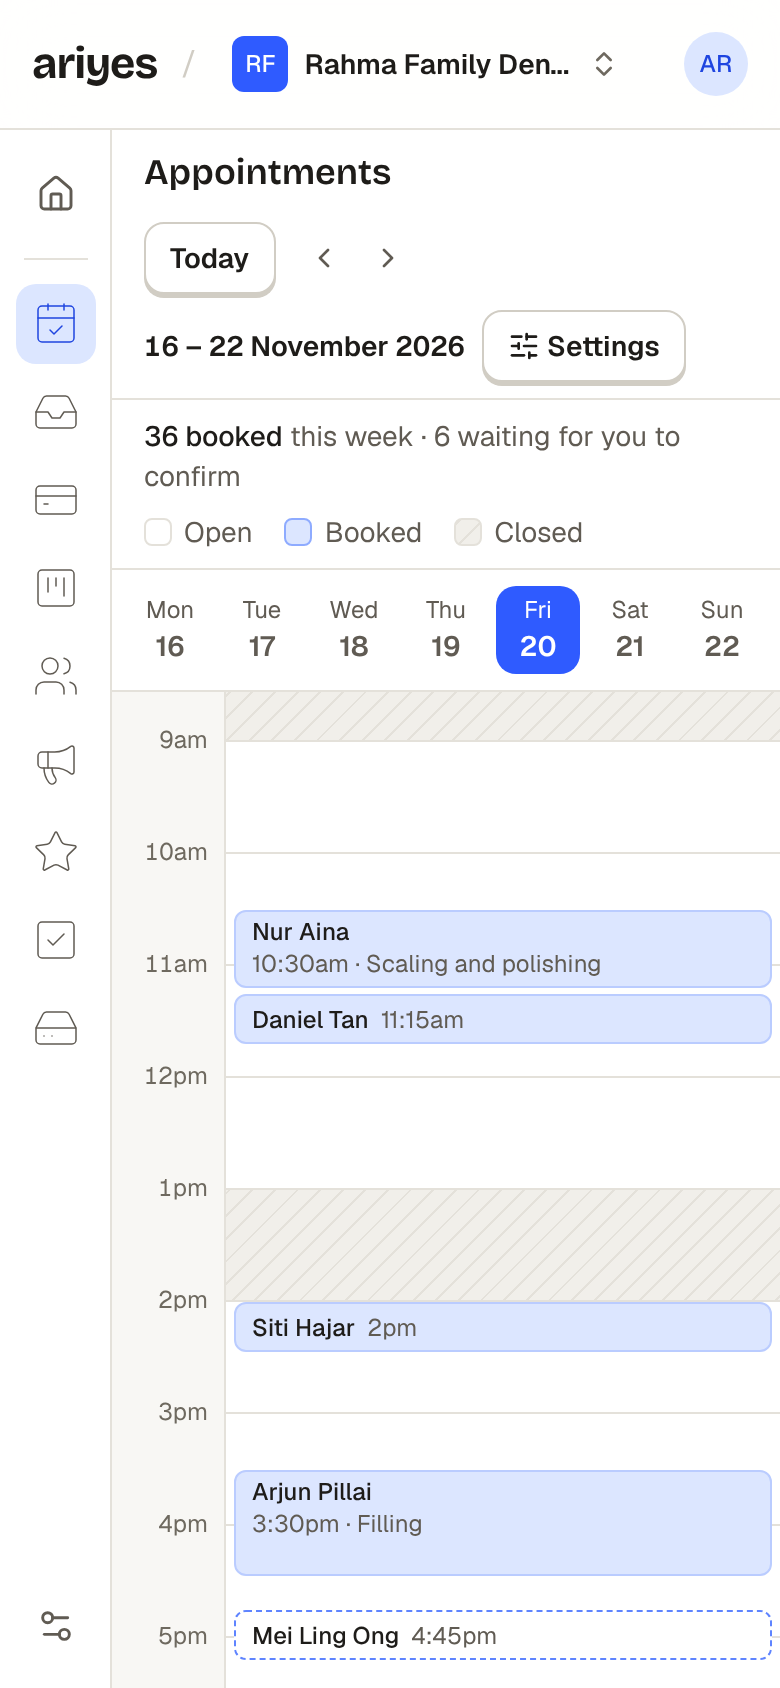 ariyes / RF Rahma Family Den... AR
Appointments
Today
16 – 22 November 2026 Settings
36 booked this week · 6 waiting for you to
confirm
Open Booked Closed
Mon Tue Wed Thu Fri Sat Sun
16 17 18 19 20 21 22
9am
10am
Nur Aina
11am 10:30am · Scaling and polishing
Daniel Tan 11:15am
12pm
1pm
2pm
Siti Hajar 2pm
3pm
Arjun Pillai
4pm 3:30pm · Filling
5pm Mei Ling Ong 4:45pm